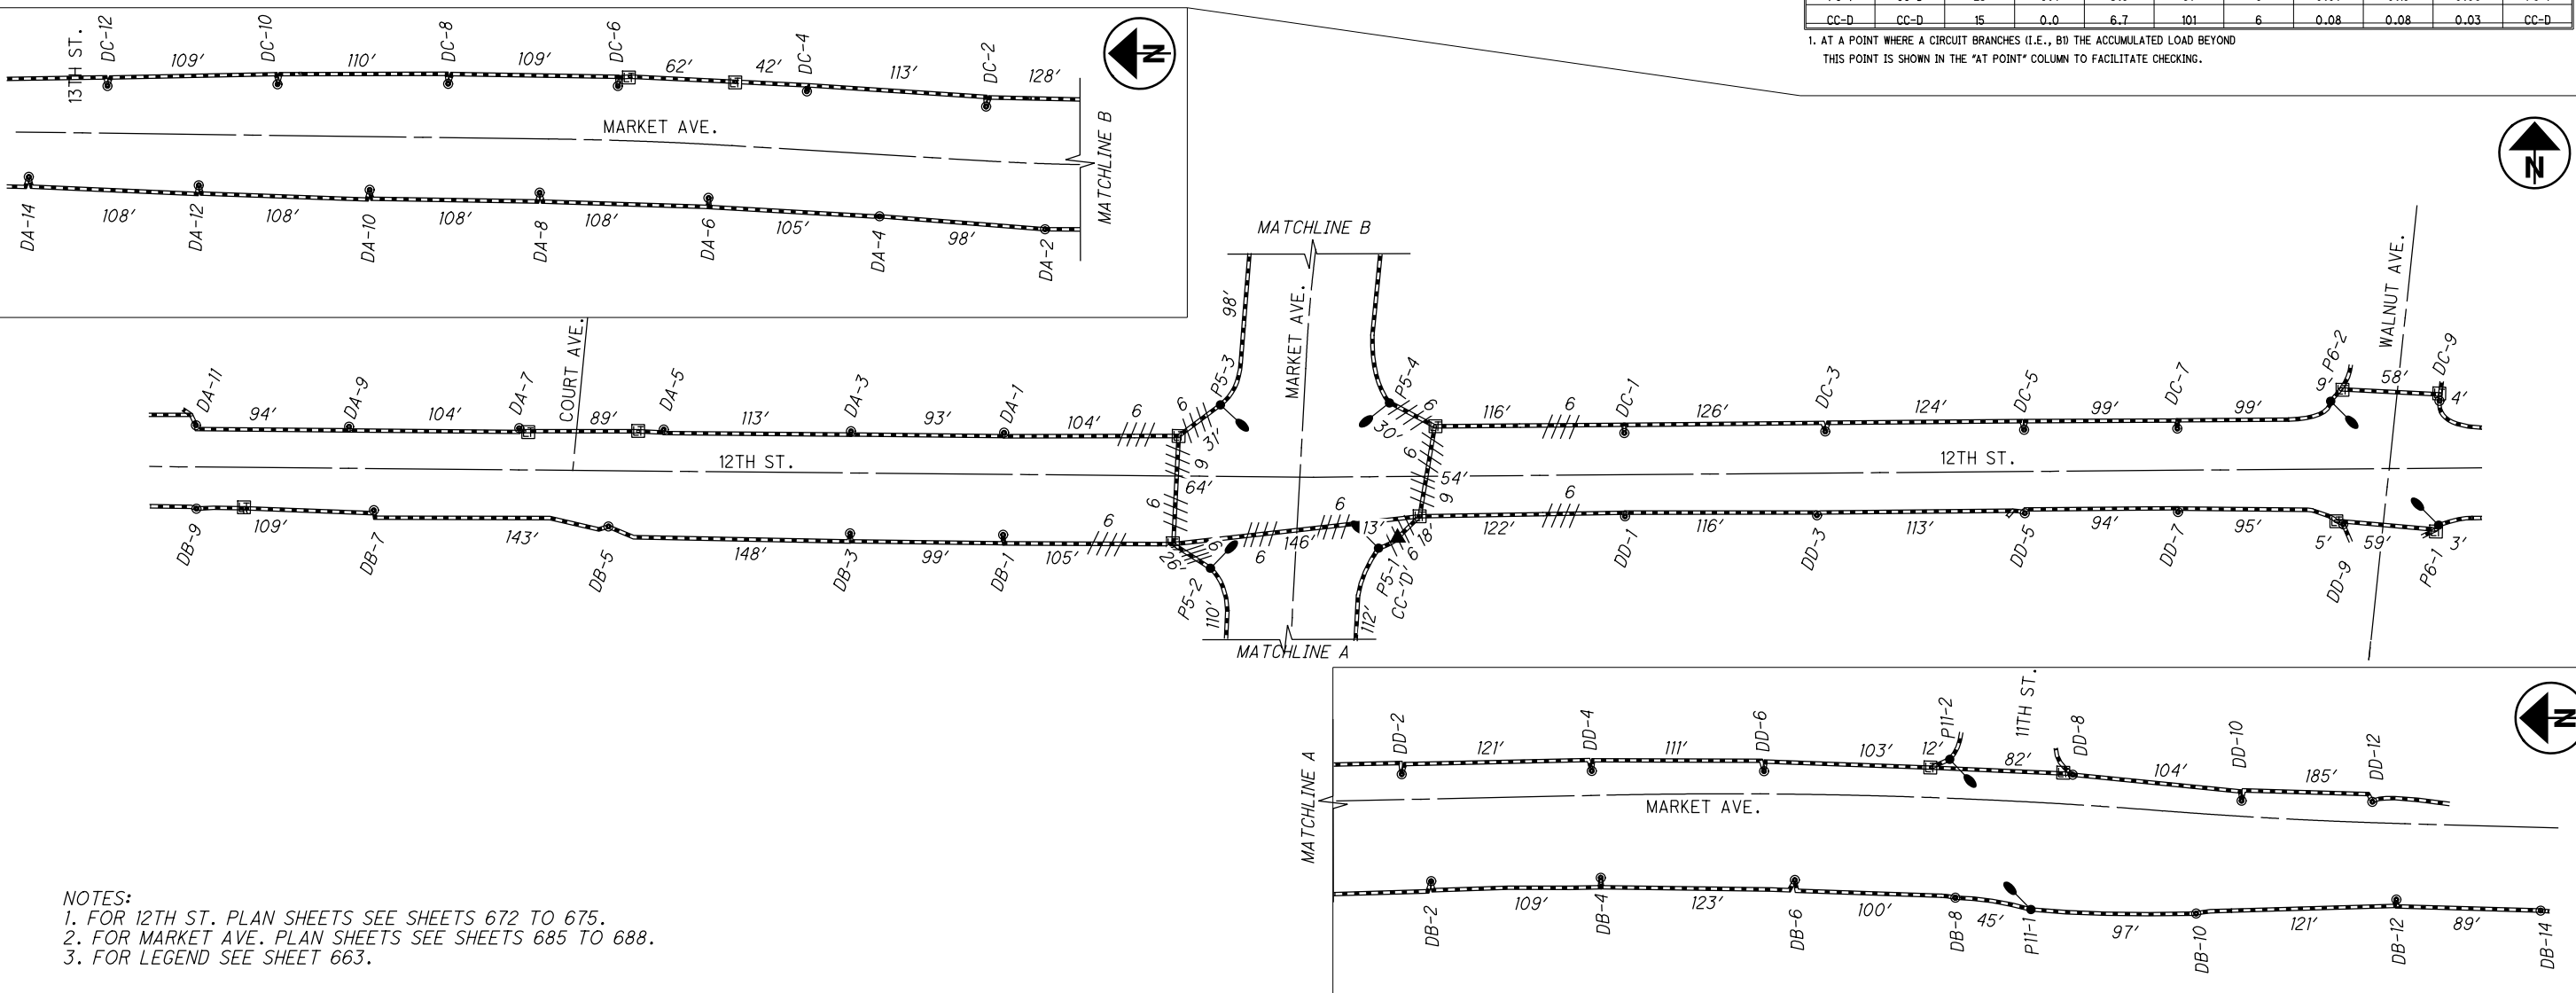 CC-D CC-D 15 0.0 6.7 101 6 0.08 0.08 0.03 CC-D
1. AT A POINT WHERE A CIRCUIT BRANCHES (I.E., B1) THE ACCUMULATED LOAD BEYOND
THIS POINT IS SHOWN IN THE "AT POINT" COLUMN TO FACILITATE CHECKING.
13TH ST.
DC-12
DC-10
DC-8
DC-6
DC-4
DC-2
109' 110' 109' 62' 42' 113' 128'
N
MARKET AVE.
MATCHLINE B
108' 108' 108' 108' 105' 98'
DA-14
DA-12
DA-10
DA-8
DA-6
DA-4
DA-2
N
MATCHLINE B
98'
MARKET AVE.
WALNUT AVE.
COURT AVE.
DA-11
DA-9
DA-7
DA-5
DA-3
DA-1
P5-3
P5-4
DC-1
DC-3
DC-5
DC-7
P6-2
DC-9
94' 104' 89' 113' 93' 104' 6 6 31' 30' 6 116' 6 126' 124' 99' 99' 9' 58' 4'
12TH ST.
12TH ST.
6 64' 6 6 54' 6
109' 143' 148' 99' 105' 6 26' 6 6 146' 6 13' 18' 6 122' 6 116' 113' 94' 95' 5' 59' 3'
DB-9
DB-7
DB-5
DB-3
DB-1
P5-2
P5-1
CC-'D'
DD-1
DD-3
DD-5
DD-7
DD-9
P6-1
110' 112'
MATCHLINE A
MATCHLINE A
DD-2
DD-4
DD-6
P11-2
11TH ST.
DD-8
DD-10
DD-12
121' 111' 103' 12' 82' 104' 185'
N
MARKET AVE.
109' 123' 100' 45' 97' 121' 89'
DB-2
DB-4
DB-6
DB-8
P11-1
DB-10
DB-12
DB-14
NOTES:
1. FOR 12TH ST. PLAN SHEETS SEE SHEETS 672 TO 675.
2. FOR MARKET AVE. PLAN SHEETS SEE SHEETS 685 TO 688.
3. FOR LEGEND SEE SHEET 663.